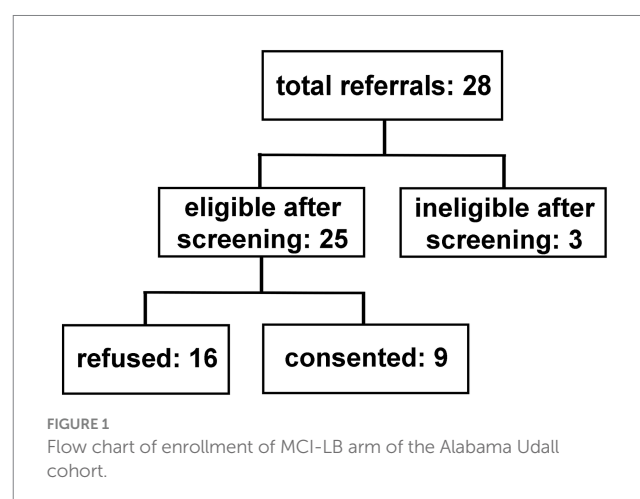 total referrals: 28
eligible after
screening: 25
ineligible after
screening: 3
refused: 16
consented: 9
FIGURE 1
Flow chart of enrollment of MCI-LB arm of the Alabama Udall
cohort.